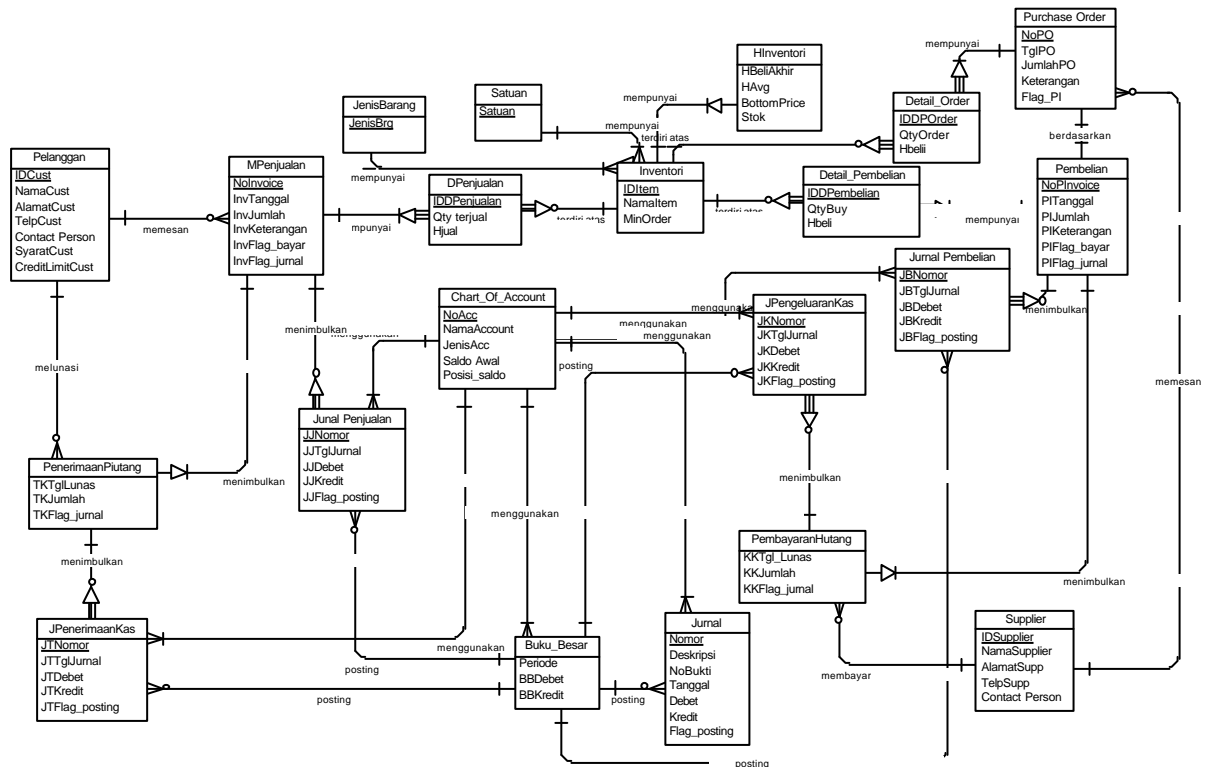 Purchase Order
NoPO
TglPO
JumlahPO
Keterangan
Flag_PI
mempunyai
HInventori
HBeliAkhir
HAvg
BottomPrice
Stok
mempunyai
Satuan
Satuan
mempunyai
JenisBarang
JenisBrg
mempunyai
terdiri atas
Detail_Order
IDDPOrder
QtyOrder
Hbelii
berdasarkan
Pelanggan
IDCust
NamaCust
AlamatCust
TelpCust
Contact Person
SyaratCust
CreditLimitCust
memesan
MPenjualan
NoInvoice
InvTanggal
InvJumlah
InvKeterangan
InvFlag_bayar
InvFlag_jurnal
mpunyai
DPenjualan
IDDPenjualan
Qty terjual
Hjual
terdiri atas
Inventori
IDItem
NamaItem
MinOrder
terdiri atas
Detail_Pembelian
IDDPembelian
QtyBuy
Hbeli
mempunyai
Pembelian
NoPInvoice
PITanggal
PIJumlah
PIKeterangan
PIFlag_bayar
PIFlag_jurnal
Jurnal Pembelian
JBNomor
JBTglJurnal
JBDebet
JBKredit
JBFlag_posting
menimbulkan
Chart_Of_Account
NoAcc
NamaAccount
JenisAcc
Saldo Awal
Posisi_saldo
menggunakan
menggunaka
menggunakan
menggunakan
posting
JPengeluaranKas
JKNomor
JKTglJurnal
JKDebet
JKKredit
JKFlag_posting
menimbulkan
melunasi
memesan
Junal Penjualan
JJNomor
JJTglJurnal
JJDebet
JJKredit
JJFlag_posting
PenerimaanPiutang
TKTglLunas
TKJumlah
TKFlag_jurnal
menimbulkan
menimbulkan
menggunakan
menimbulkan
PembayaranHutang
KKTgl_Lunas
KKJumlah
KKFlag_jurnal
menimbulkan
JPenerimaanKas
JTNomor
JTTglJurnal
JTDebet
JTKredit
JTFlag_posting
menggunakan
posting
posting
Buku_Besar
Periode
BBDebet
BBKredit
posting
Jurnal
Nomor
Deskripsi
NoBukti
Tanggal
Debet
Kredit
Flag_posting
membayar
Supplier
IDSupplier
NamaSupplier
AlamatSupp
TelpSupp
Contact Person
posting